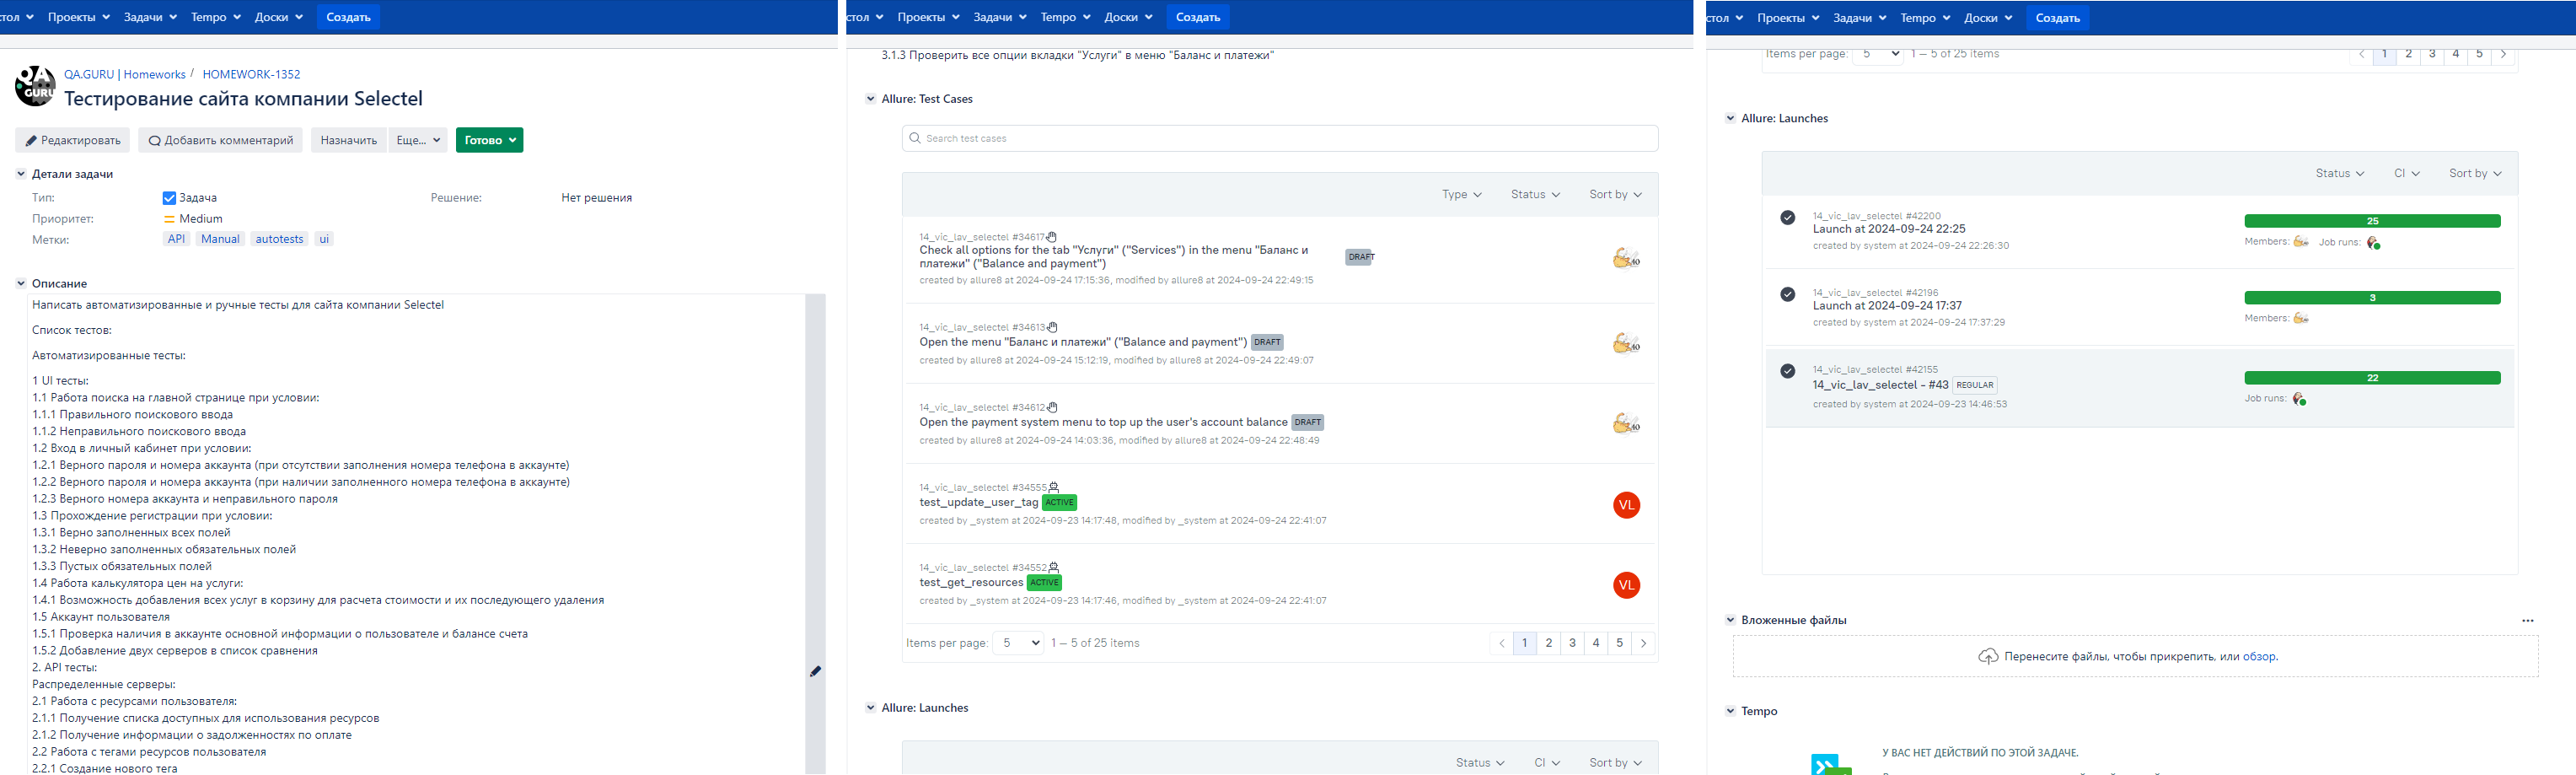 стол Проекты Задачи Tempo Доски Создать
QA.GURU | Homeworks / HOMEWORK-1352
QA GURU
Тестирование сайта компании Selectel
Редактировать Добавить комментарий Назначить Еще... Готово
Детали задачи
Тип: Задача Решение: Нет решения
Приоритет: Medium
Метки: API Manual autotests ui
Описание
Написать автоматизированные и ручные тесты для сайта компании Selectel
Список тестов:
Автоматизированные тесты:
1 UI тесты:
1.1 Работа поиска на главной странице при условии:
1.1.1 Правильного поискового ввода
1.1.2 Неправильного поискового ввода
1.2 Вход в личный кабинет при условии:
1.2.1 Верного пароля и номера аккаунта (при отсутствии заполнения номера телефона в аккаунте)
1.2.2 Верного пароля и номера аккаунта (при наличии заполненного номера телефона в аккаунте)
1.2.3 Верного номера аккаунта и неправильного пароля
1.3 Прохождение регистрации при условии:
1.3.1 Верно заполненных всех полей
1.3.2 Неверно заполненных обязательных полей
1.3.3 Пустых обязательных полей
1.4 Работа калькулятора цен на услуги:
1.4.1 Возможность добавления всех услуг в корзину для расчета стоимости и их последующего удаления
1.5 Аккаунт пользователя
1.5.1 Проверка наличия в аккаунте основной информации о пользователе и балансе счета
1.5.2 Добавление двух серверов в список сравнения
2. API тесты:
Распределенные серверы:
2.1 Работа с ресурсами пользователя:
2.1.1 Получение списка доступных для использования ресурсов
2.1.2 Получение информации о задолженностях по оплате
2.2 Работа с тегами ресурсов пользователя
2.2.1 Создание нового тега
стол Проекты Задачи Tempo Доски Создать
3.1.3 Проверить все опции вкладки "Услуги" в меню "Баланс и платежи"
Allure: Test Cases
Search test cases
Type Status Sort by
14_vic_lav_selectel #34617
Check all options for the tab "Услуги" ("Services") in the menu "Баланс и
платежи" ("Balance and payment") DRAFT
created by allure8 at 2024-09-24 17:15:36, modified by allure8 at 2024-09-24 22:49:15
14_vic_lav_selectel #34613
Open the menu "Баланс и платежи" ("Balance and payment") DRAFT
created by allure8 at 2024-09-24 15:12:19, modified by allure8 at 2024-09-24 22:49:07
14_vic_lav_selectel #34612
Open the payment system menu to top up the user's account balance DRAFT
created by allure8 at 2024-09-24 14:03:36, modified by allure8 at 2024-09-24 22:48:49
14_vic_lav_selectel #34555
test_update_user_tag ACTIVE VL
created by _system at 2024-09-23 14:17:48, modified by _system at 2024-09-24 22:41:07
14_vic_lav_selectel #34552
test_get_resources ACTIVE VL
created by _system at 2024-09-23 14:17:46, modified by _system at 2024-09-24 22:41:07
Items per page: 5 1 — 5 of 25 items 1 2 3 4 5
Allure: Launches
Status CI Sort by
стол Проекты Задачи Tempo Доски Создать
Items per page: 5 1 — 5 of 25 items 1 2 3 4 5
Allure: Launches
Status CI Sort by
14_vic_lav_selectel #42200
Launch at 2024-09-24 22:25 25
created by system at 2024-09-24 22:26:30 Members: Job runs:
14_vic_lav_selectel #42196
Launch at 2024-09-24 17:37 3
created by system at 2024-09-24 17:37:29 Members:
14_vic_lav_selectel #42155
14_vic_lav_selectel - #43 REGULAR 22
created by system at 2024-09-23 14:46:53 Job runs:
Вложенные файлы
Перенесите файлы, чтобы прикрепить, или обзор.
Tempo
У ВАС НЕТ ДЕЙСТВИЙ ПО ЭТОЙ ЗАДАЧЕ.